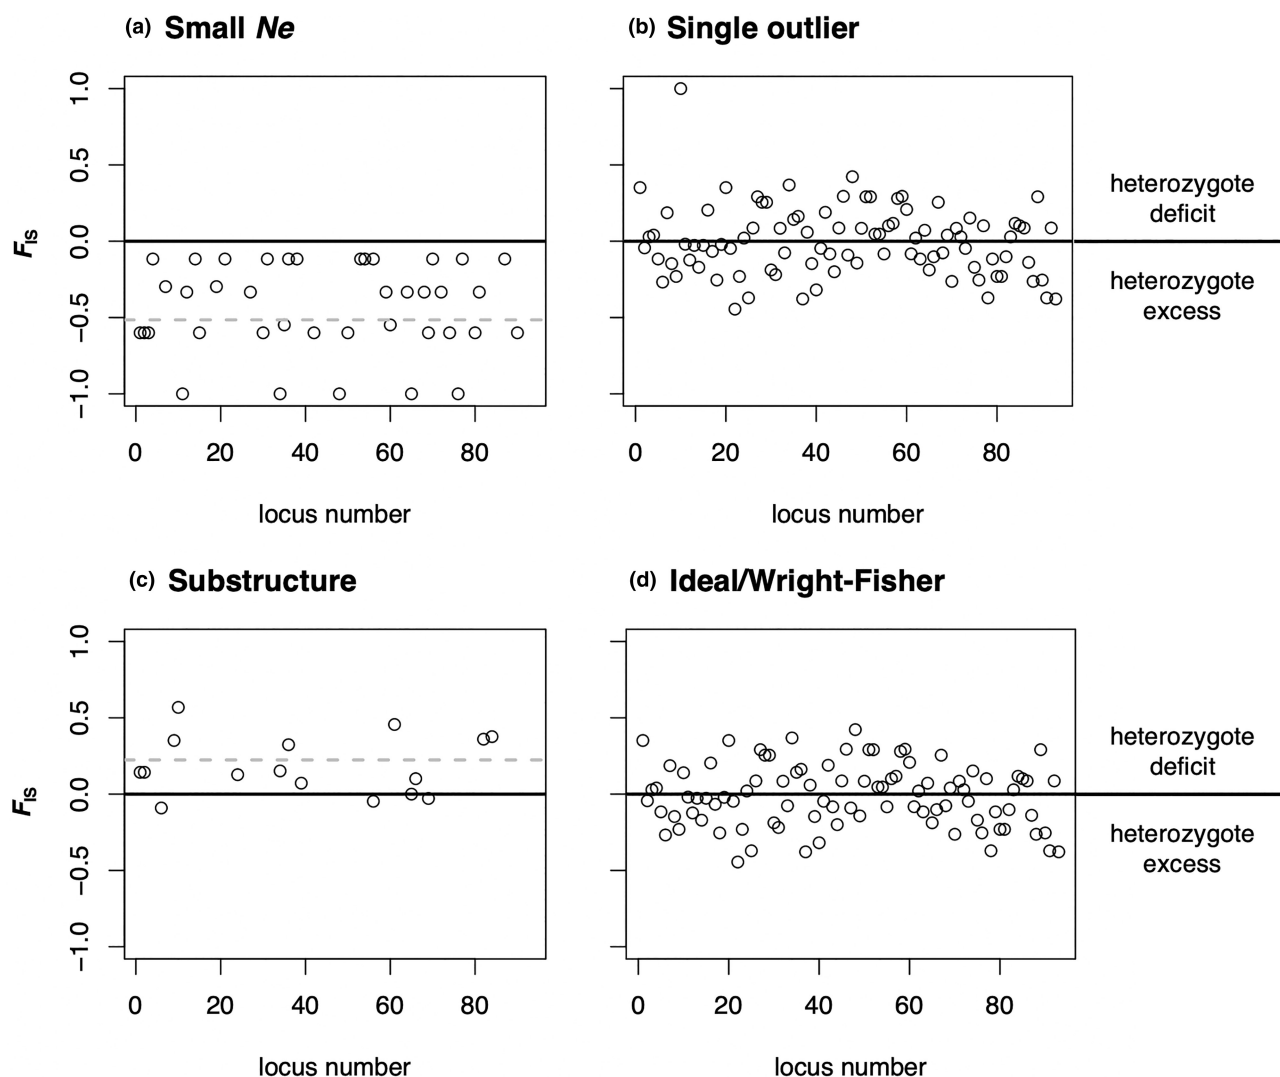 (a) Small Ne
(b) Single outlier
FIS
1.0
0.5
0.0
−0.5
−1.0
0 20 40 60 80
locus number
0 20 40 60 80
locus number
heterozygote
deficit
heterozygote
excess
(c) Substructure
(d) Ideal/Wright-Fisher
FIS
1.0
0.5
0.0
−0.5
−1.0
0 20 40 60 80
locus number
0 20 40 60 80
locus number
heterozygote
deficit
heterozygote
excess